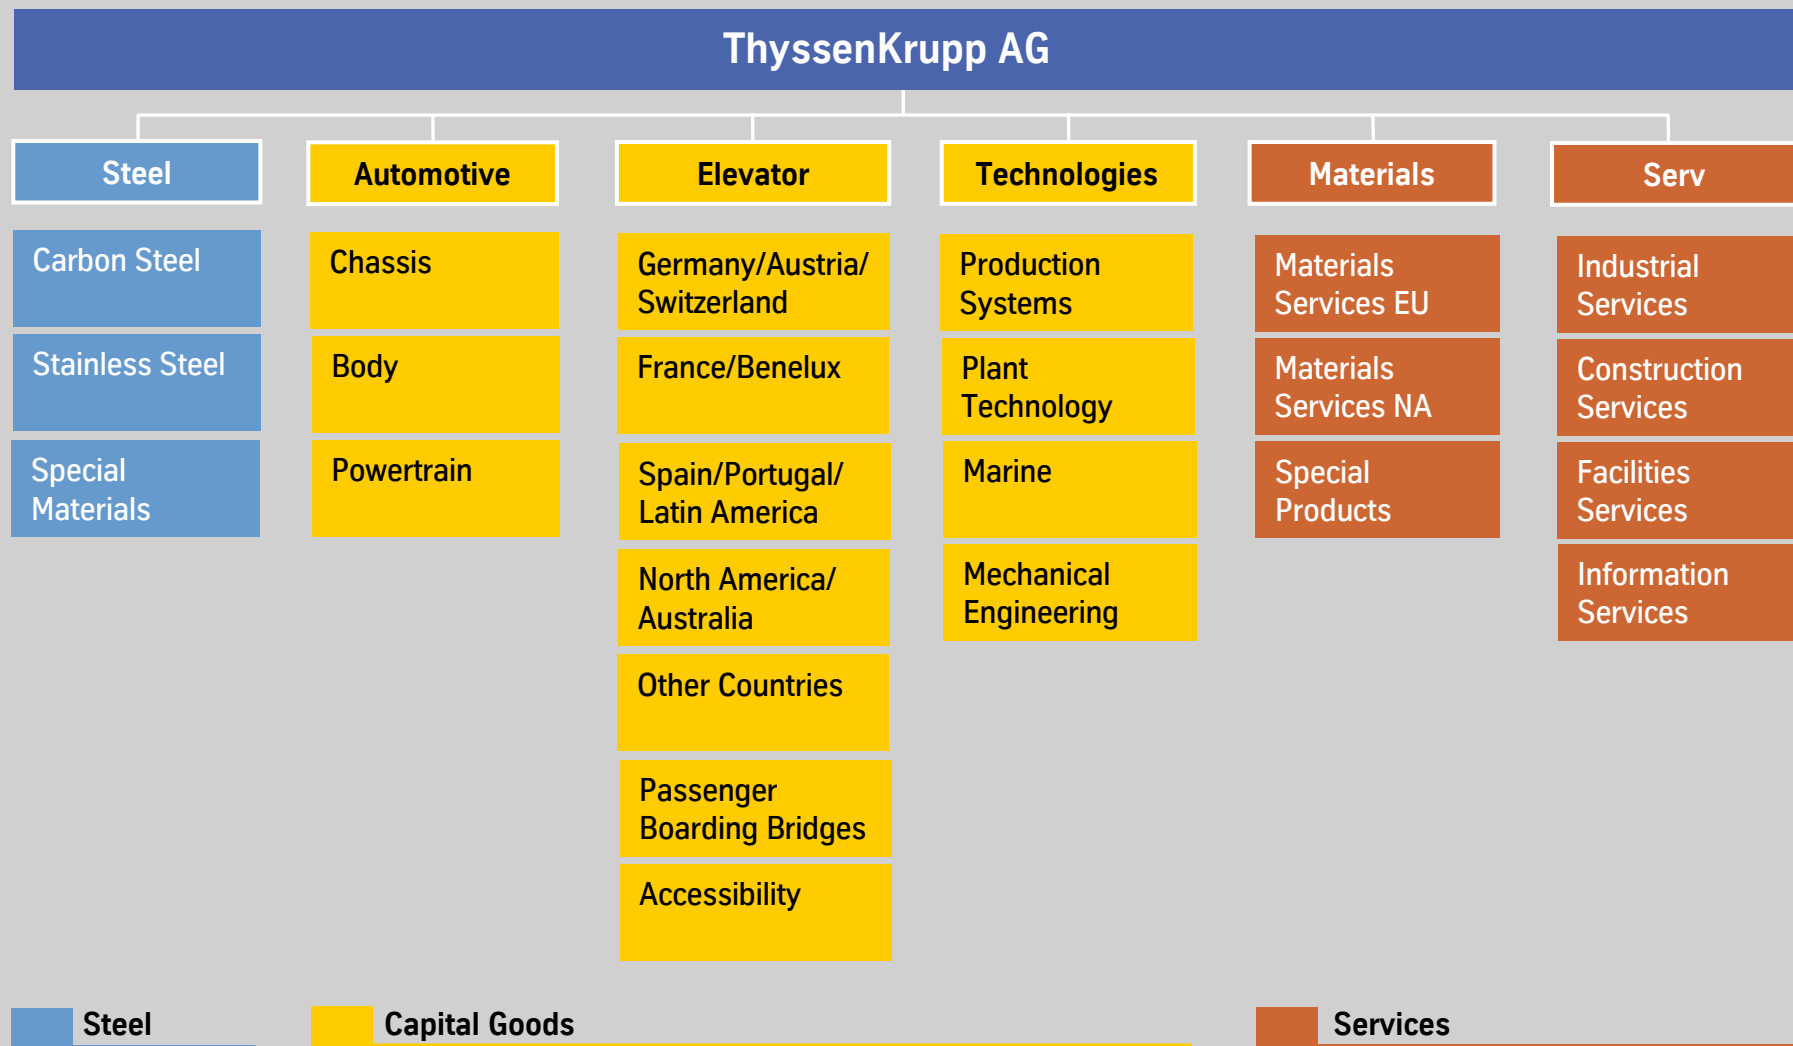 ThyssenKrupp AG
Steel
Automotive
Elevator
Technologies
Materials
Serv
Carbon Steel
Stainless Steel
Special
Materials
Chassis
Body
Powertrain
Germany/Austria/
Switzerland
France/Benelux
Spain/Portugal/
Latin America
North America/
Australia
Other Countries
Passenger
Boarding Bridges
Accessibility
Production
Systems
Plant
Technology
Marine
Mechanical
Engineering
Materials
Services EU
Materials
Services NA
Special
Products
Industrial
Services
Construction
Services
Facilities
Services
Information
Services
Steel
Capital Goods
Services